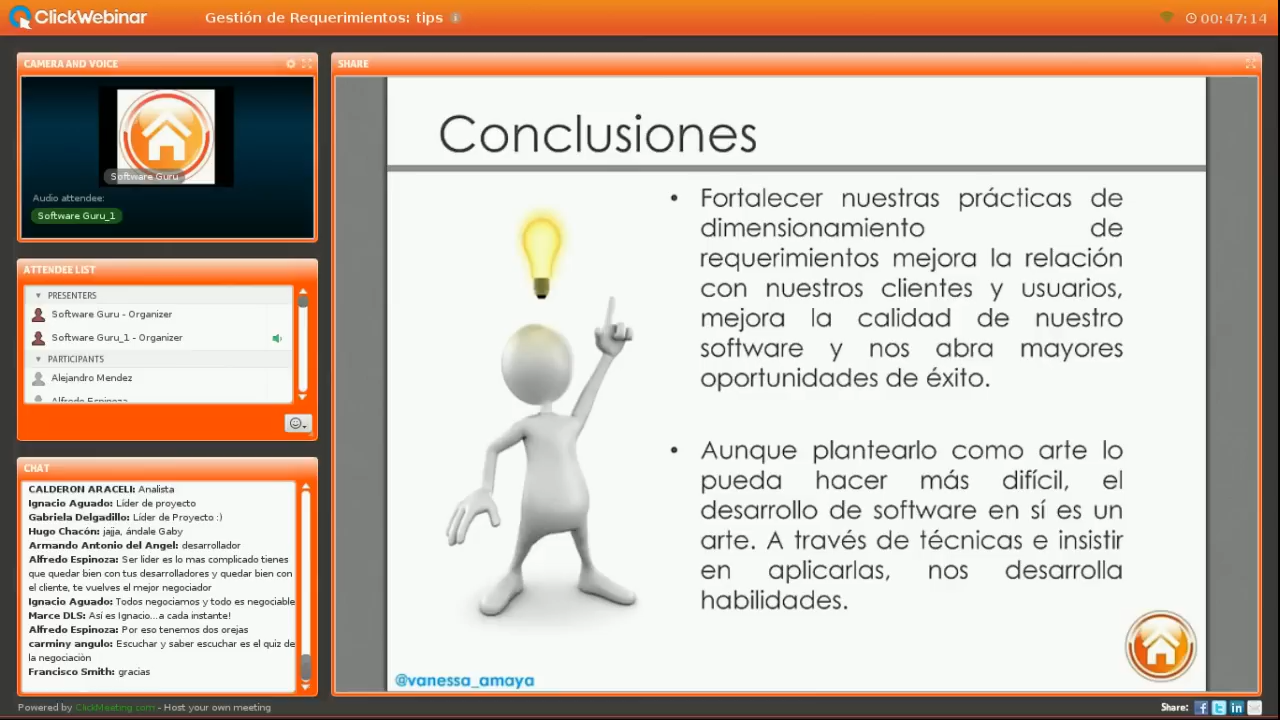 ClickWebinar
Gestión de Requerimientos: tips
00:47:14
CAMERA AND VOICE
Software Guru
Audio attendee:
Software Guru_1
ATTENDEE LIST
PRESENTERS
Software Guru - Organizer
Software Guru_1 - Organizer
PARTICIPANTS
Alejandro Mendez
Alfredo Espinoza
CHAT
CALDERON ARACELI: Analista
Ignacio Aguado: Líder de proyecto
Gabriela Delgadillo: Líder de Proyecto :)
Hugo Chacón: jajja, ándale Gaby
Armando Antonio del Angel: desarrollador
Alfredo Espinoza: Ser lider es lo mas complicado tienes
que quedar bien con tus desarrolladores y quedar bien con
el cliente, te vuelves el mejor negociador
Ignacio Aguado: Todos negociamos y todo es negociable
Marce DLS: Asi es Ignacio...a cada instante!
Alfredo Espinoza: Por eso tenemos dos orejas
carminy angulo: Escuchar y saber escuchar es el quiz de
la negociaciòn
Francisco Smith: gracias
SHARE
Conclusiones
• Fortalecer nuestras prácticas de
dimensionamiento de
requerimientos mejora la relación
con nuestros clientes y usuarios,
mejora la calidad de nuestro
software y nos abra mayores
oportunidades de éxito.
• Aunque plantearlo como arte lo
pueda hacer más difícil, el
desarrollo de software en sí es un
arte. A través de técnicas e insistir
en aplicarlas, nos desarrolla
habilidades.
@vanessa_amaya
Powered by ClickMeeting.com - Host your own meeting
Share: